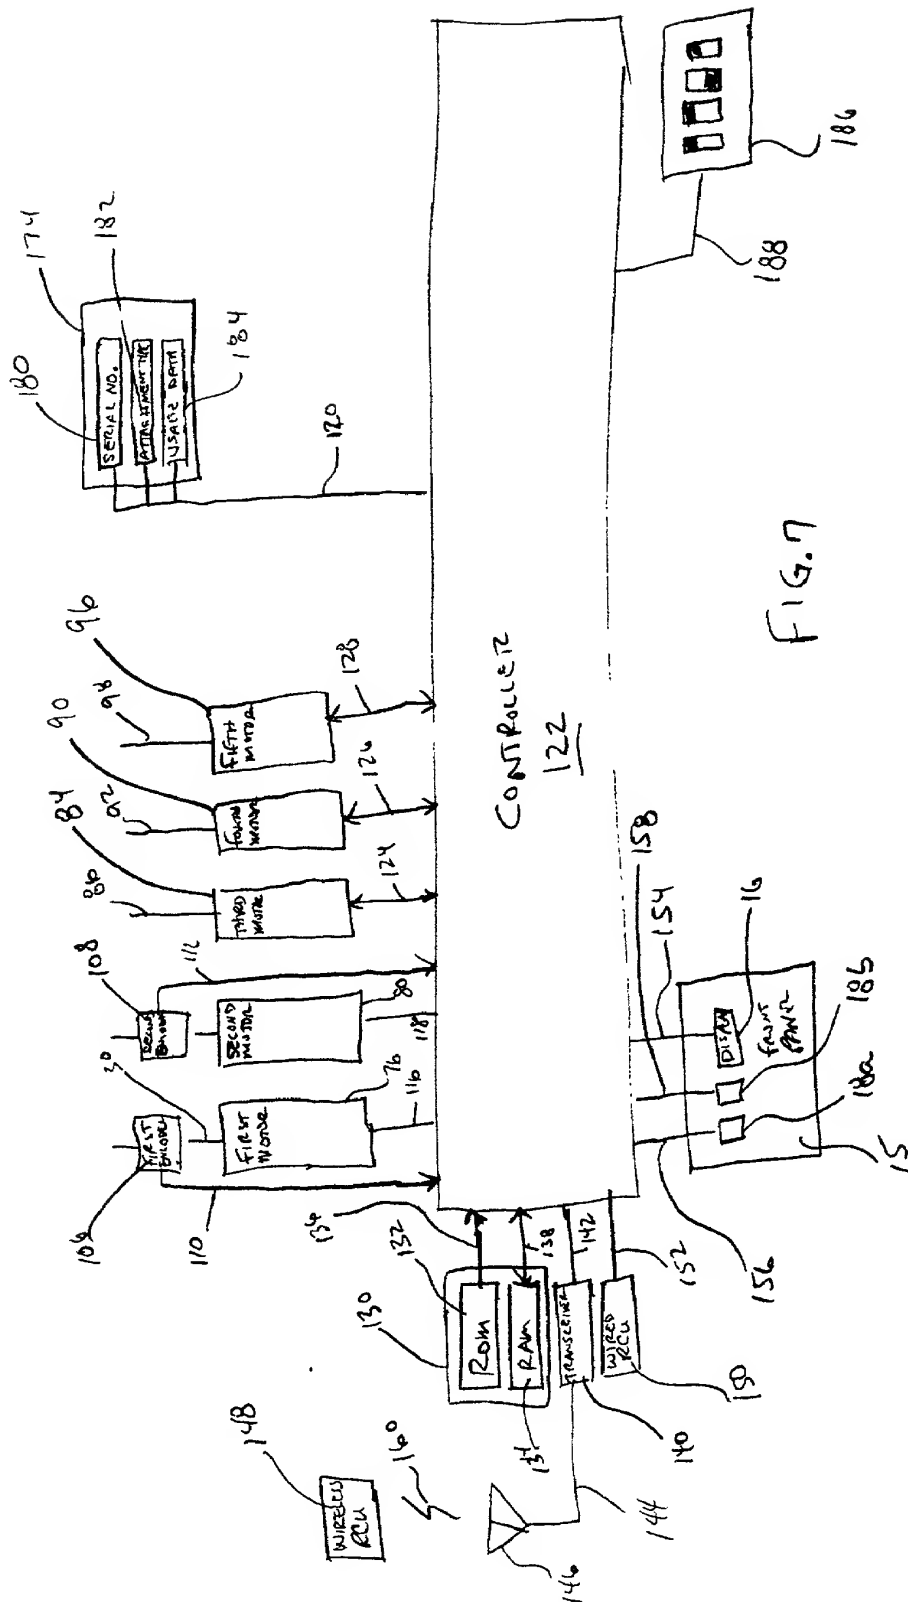 174
182
180
SERIAL NO.
ATTACHMENT TYPE
USAGE DATA
184
120
96
98
90
92
84
86
108
112
30
106
110
FIFTH
MOTOR
128
FOURTH
MOTOR
126
THIRD
MOTOR
124
SECOND
ENCODER
SECOND
MOTOR
80
118
FIRST
ENCODER
FIRST
MOTOR
76
116
CONTROLLER
122
186
188
136
132
130
ROM
RAM
134
138
142
TRANSCEIVER
140
WIRED
RCU
150
152
148
WIRELESS
RCU
160
146
144
158
154
16
DISPLAY
FRONT
PANEL
18b
18a
15
156
FIG. 7